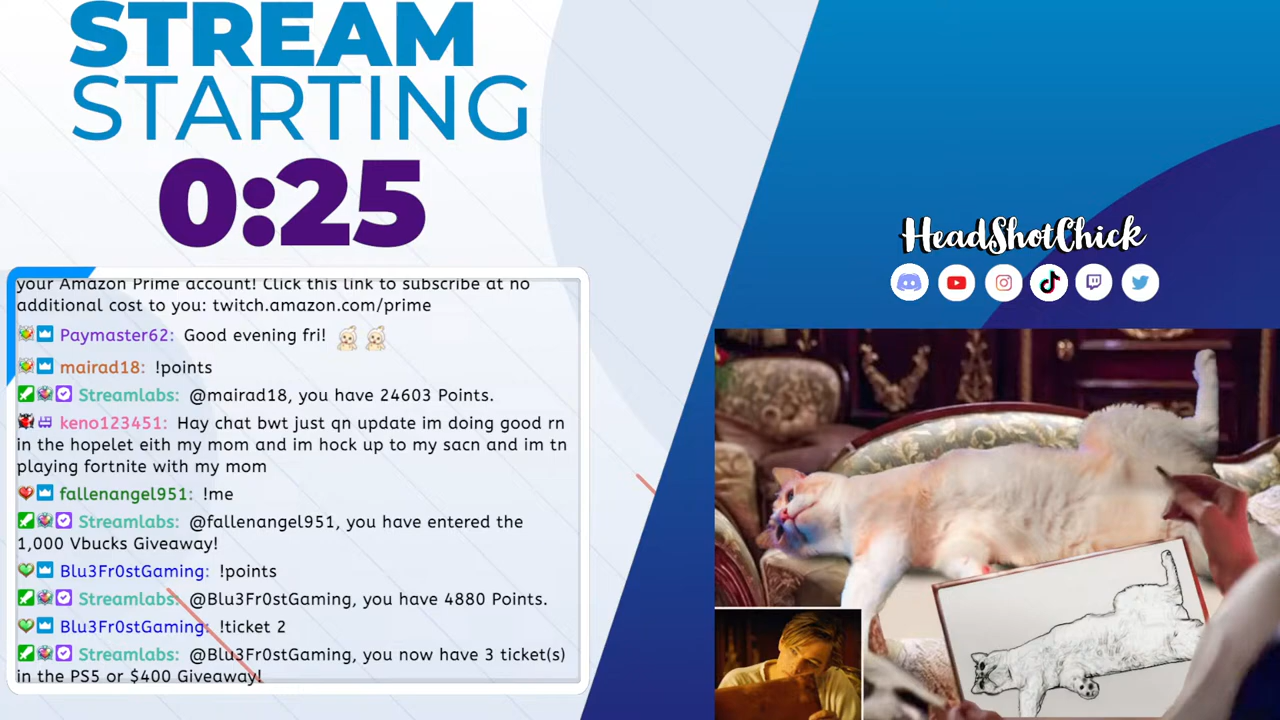 STREAM
STARTING
0:25
your Amazon Prime account! Click this link to subscribe at no
additional cost to you: twitch.amazon.com/prime
Paymaster62: Good evening fri!
mairad18: !points
Streamlabs: @mairad18, you have 24603 Points.
keno123451: Hay chat bwt just qn update im doing good rn
in the hopelet eith my mom and im hock up to my sacn and im tn
playing fortnite with my mom
fallenangel951: !me
Streamlabs: @fallenangel951, you have entered the
1,000 Vbucks Giveaway!
Blu3Fr0stGaming: !points
Streamlabs: @Blu3Fr0stGaming, you have 4880 Points.
Blu3Fr0stGaming: !ticket 2
Streamlabs: @Blu3Fr0stGaming, you now have 3 ticket(s)
in the PS5 or $400 Giveaway!
HeadShotChick